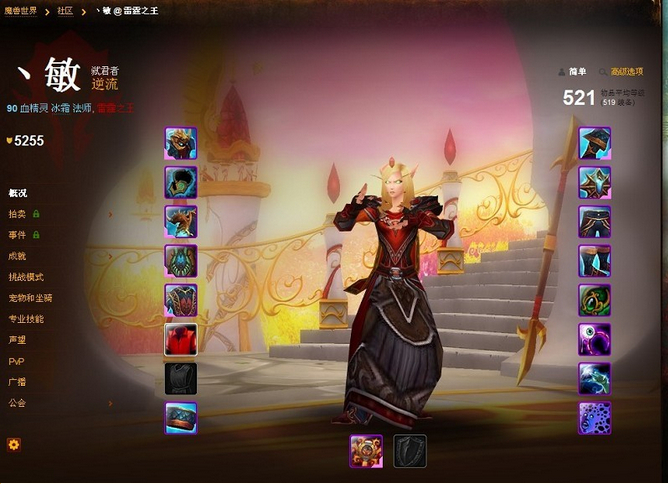 魔兽世界 > 社区 > 丶敏 @ 雷霆之王
丶敏
弑君者
逆流
90 血精灵 冰霜 法师, 雷霆之王
5255
简单
高级选项
521
物品平均等级
(519 装备)
概况
拍卖
事件
成就
挑战模式
宠物和坐骑
专业技能
声望
PvP
广播
公会